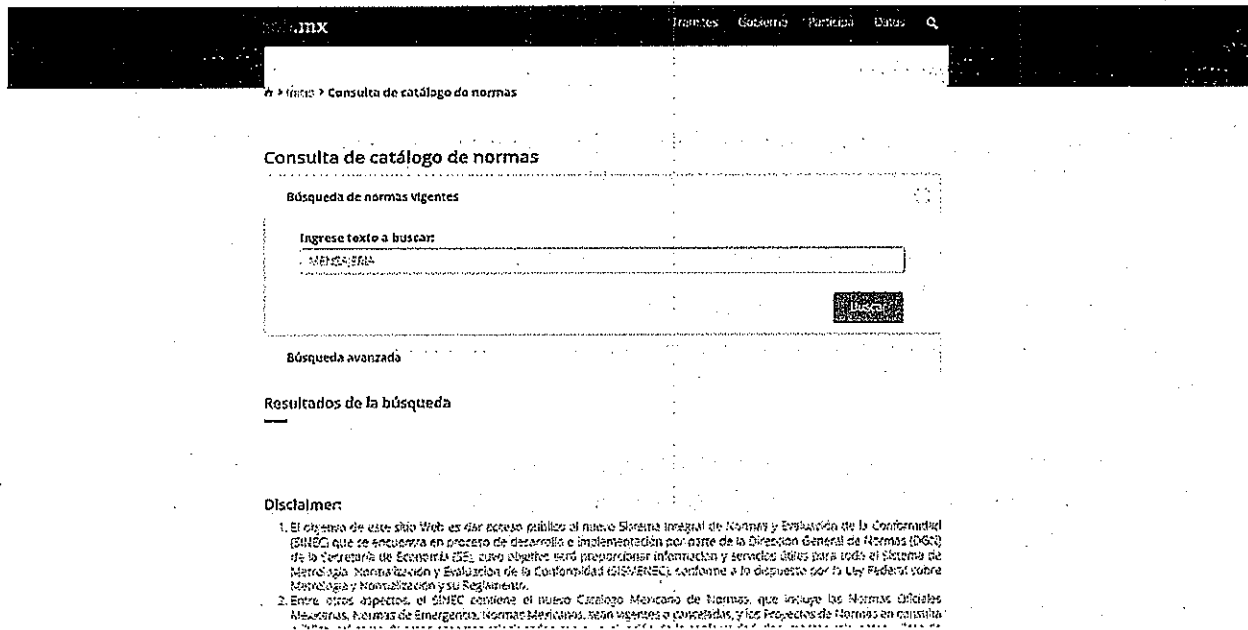 .mx
Trámites Gobierno Participa Datos
> Inicio > Consulta de catálogo de normas
Consulta de catálogo de normas
Búsqueda de normas vigentes
Ingrese texto a buscar:
MENSAJERIA
Buscar
Búsqueda avanzada
Resultados de la búsqueda
Disclaimer:
1. El objetivo de este sitio Web es dar acceso público al nuevo Sistema Integral de Normas y Evaluación de la Conformidad
(SINEC) que se encuentra en proceso de desarrollo e implementación por parte de la Dirección General de Normas (DGN)
de la Secretaría de Economía (SE), cuyo objetivo será proporcionar información y servicios útiles para todo el Sistema de
Metrología, Normalización y Evaluación de la Conformidad (SISMENEC), conforme a lo dispuesto por la Ley Federal sobre
Metrología y Normalización y su Reglamento.
2. Entre otros aspectos, el SINEC contiene el nuevo Catálogo Mexicano de Normas, que incluye las Normas Oficiales
Mexicanas, Normas de Emergencia, Normas Mexicanas, sean vigentes o canceladas, y los Proyectos de Normas en consulta